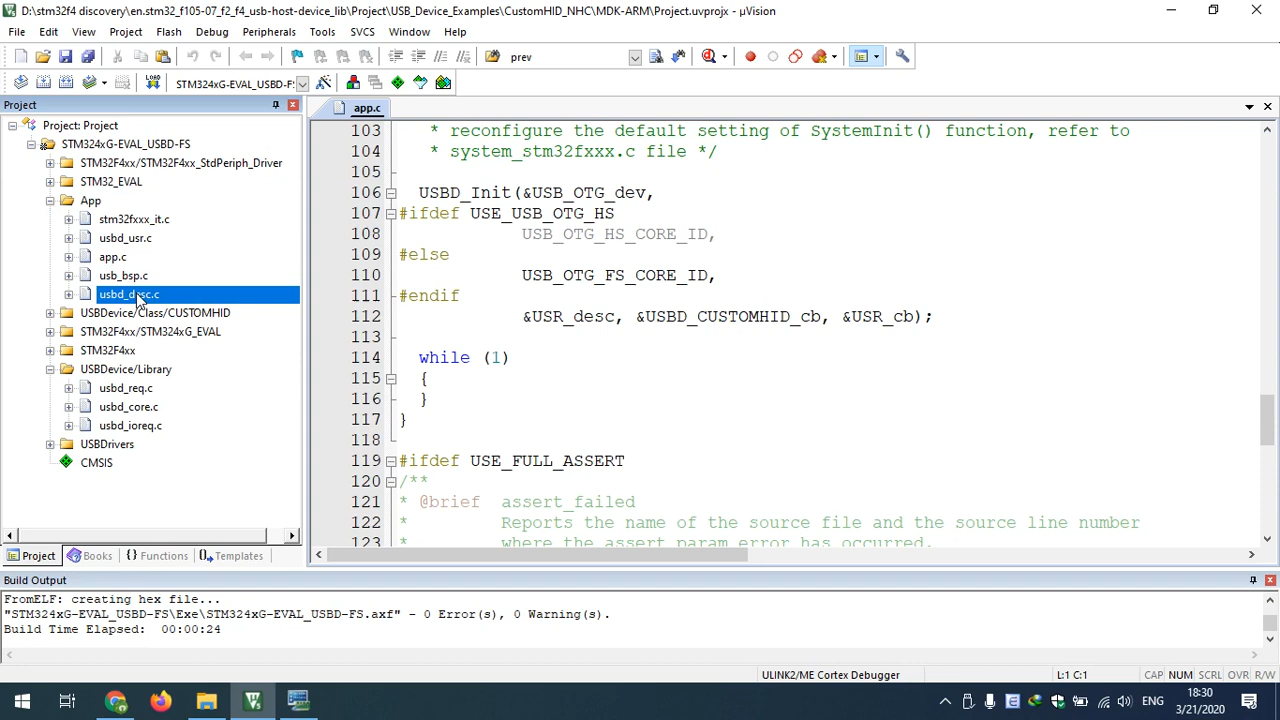 D:\stm32f4 discovery\en.stm32_f105-07_f2_f4_usb-host-device_lib\Project\USB_Device_Examples\CustomHID_NHC\MDK-ARM\Project.uvprojx - µVision
File Edit View Project Flash Debug Peripherals Tools SVCS Window Help
prev
LOAD STM324xG-EVAL_USBD-F
Project
app.c
Project: Project
STM324xG-EVAL_USBD-FS
STM32F4xx/STM32F4xx_StdPeriph_Driver
STM32_EVAL
App
stm32fxxx_it.c
usbd_usr.c
app.c
usb_bsp.c
usbd_desc.c
USBDevice/Class/CUSTOMHID
STM32F4xx/STM324xG_EVAL
STM32F4xx
USBDevice/Library
usbd_req.c
usbd_core.c
usbd_ioreq.c
USBDrivers
CMSIS
103 * reconfigure the default setting of SystemInit() function, refer to
104 * system_stm32fxxx.c file */
105
106 USBD_Init(&USB_OTG_dev,
107 #ifdef USE_USB_OTG_HS
108 USB_OTG_HS_CORE_ID,
109 #else
110 USB_OTG_FS_CORE_ID,
111 #endif
112 &USR_desc, &USBD_CUSTOMHID_cb, &USR_cb);
113
114 while (1)
115 {
116 }
117 }
118
119 #ifdef USE_FULL_ASSERT
120 /**
121 * @brief assert_failed
122 * Reports the name of the source file and the source line number
123 * where the assert_param error has occurred.
Project Books {} Functions Templates
Build Output
FromELF: creating hex file...
"STM324xG-EVAL_USBD-FS\Exe\STM324xG-EVAL_USBD-FS.axf" - 0 Error(s), 0 Warning(s).
Build Time Elapsed: 00:00:24
ULINK2/ME Cortex Debugger L:1 C:1 CAP NUM SCRL OVR R/W
ENG
18:30
3/21/2020